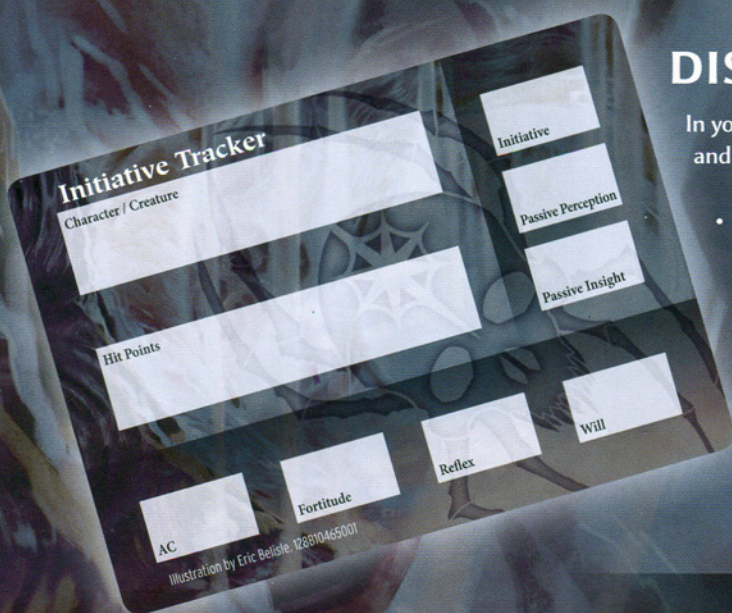 Initiative Tracker
Character / Creature
Hit Points
Initiative
Passive Perception
Passive Insight
AC
Fortitude
Reflex
Will
Illustration by Eric Belisle. 128B10465001
DIS
In yo
and
•